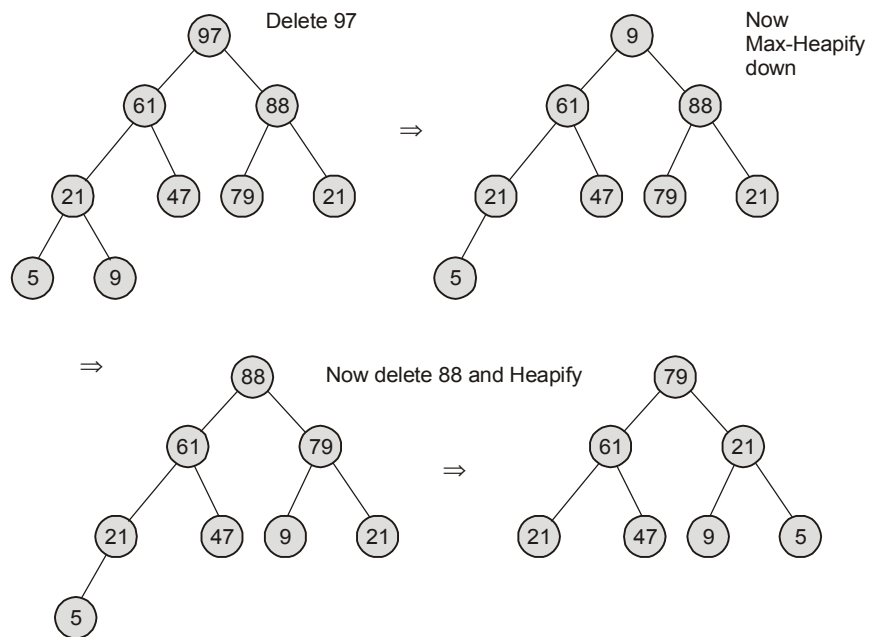 Delete 97
97
61 88
21 47 79 21
5 9
⇒
Now
Max-Heapify
down
9
61 88
21 47 79 21
5
⇒
Now delete 88 and Heapify
88
61 79
21 47 9 21
5
⇒
79
61 21
21 47 9 5